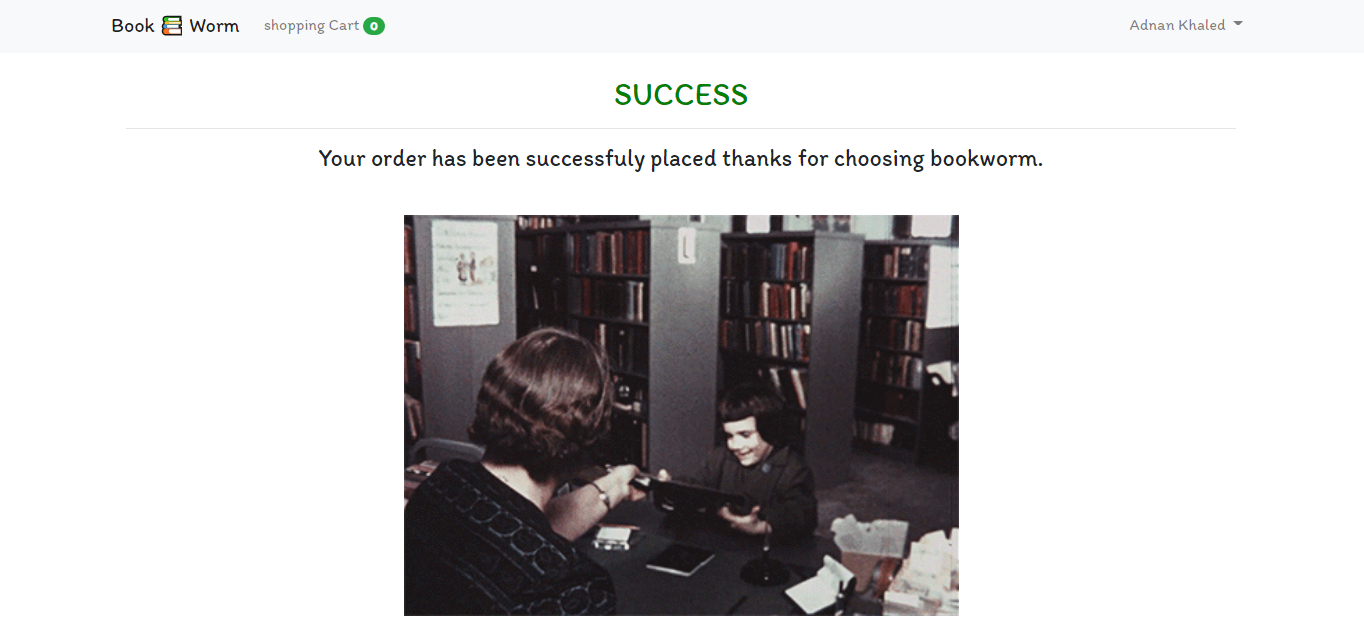 Book Worm shopping Cart 0 Adnan Khaled
SUCCESS
Your order has been successfuly placed thanks for choosing bookworm.